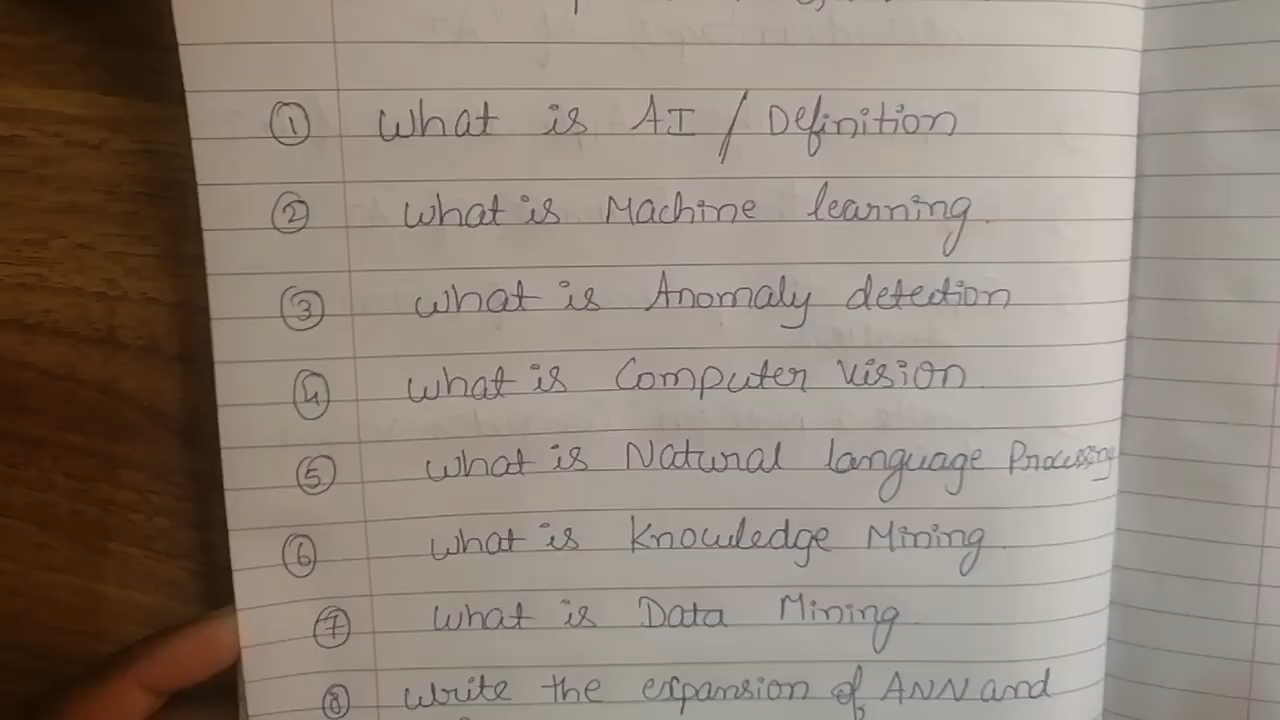 ① What is AI / Definition
② What is Machine learning.
③ What is Anomaly detection
④ What is Computer Vision.
⑤ What is Natural language Processing
⑥ What is Knowledge Mining.
⑦ What is Data Mining.
⑧ Write the expansion of ANN and